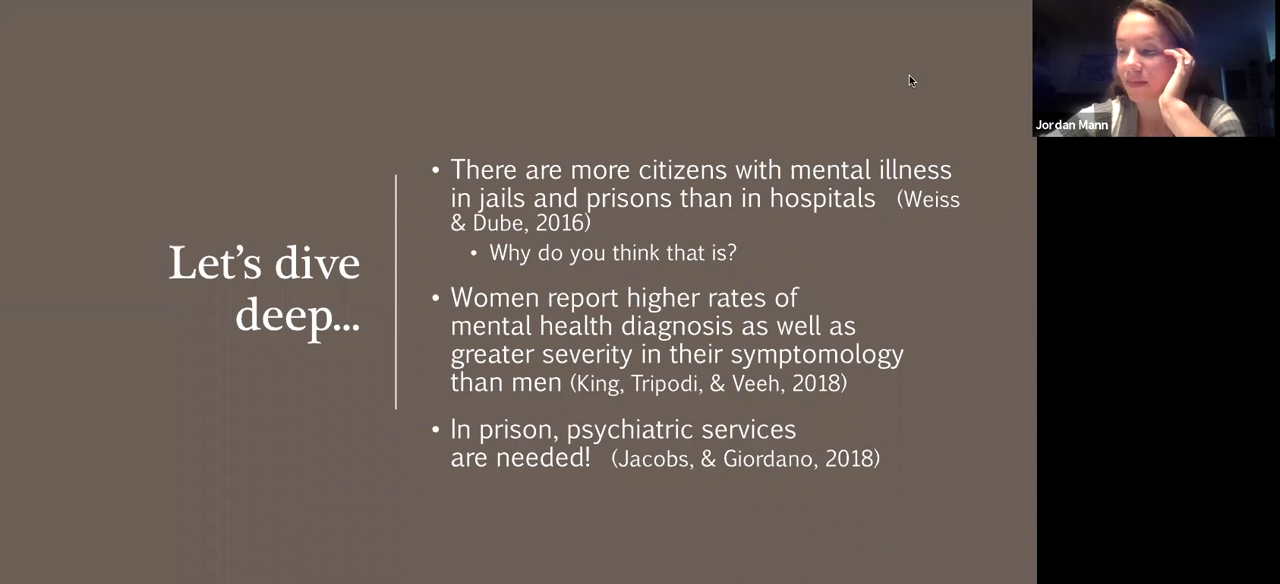 Let's dive
deep...
• There are more citizens with mental illness
in jails and prisons than in hospitals (Weiss
& Dube, 2016)
• Why do you think that is?
• Women report higher rates of
mental health diagnosis as well as
greater severity in their symptomology
than men (King, Tripodi, & Veeh, 2018)
• In prison, psychiatric services
are needed! (Jacobs, & Giordano, 2018)
Jordan Mann